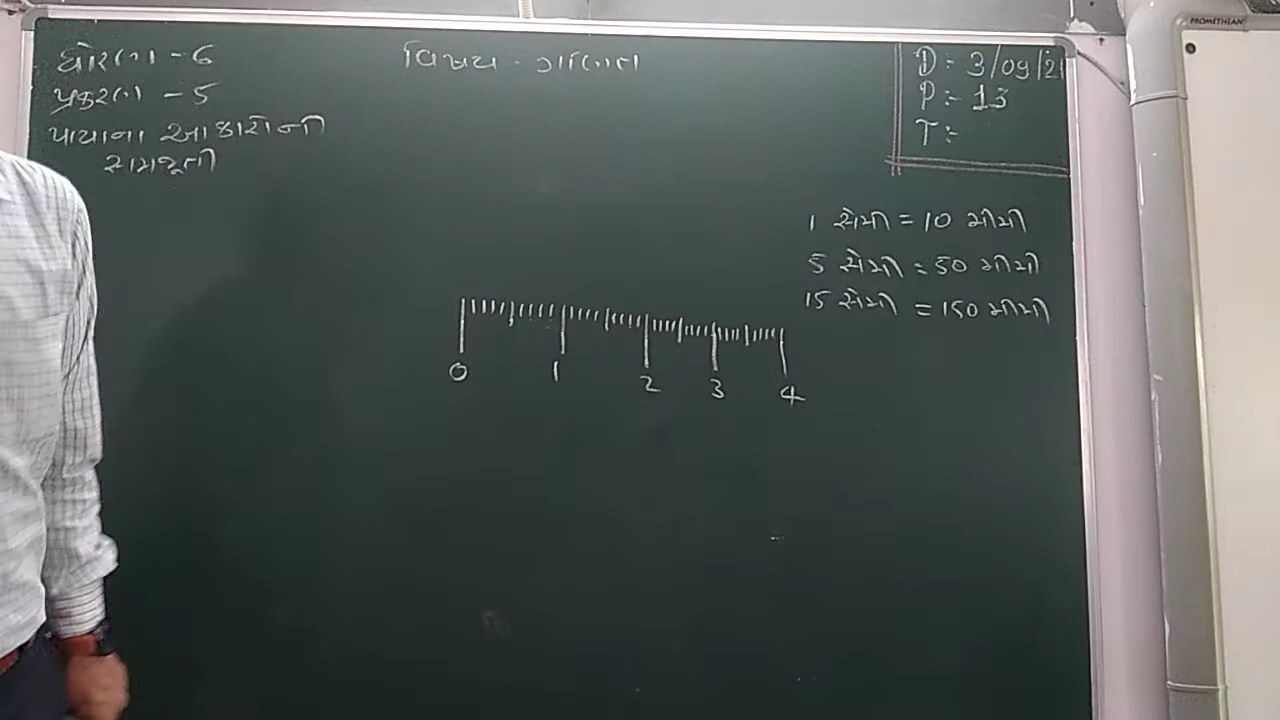 ધોરણ - 6
પ્રકરણ - 5
પાયાના આકારોની
સમજૂતી
વિષય - ગણિત
D:- 3/09/21
P:- 13
T:-
1 સેમી = 10 મીમી
5 સેમી = 50 મીમી
15 સેમી = 150 મીમી
0 1 2 3 4
PROMETHEAN